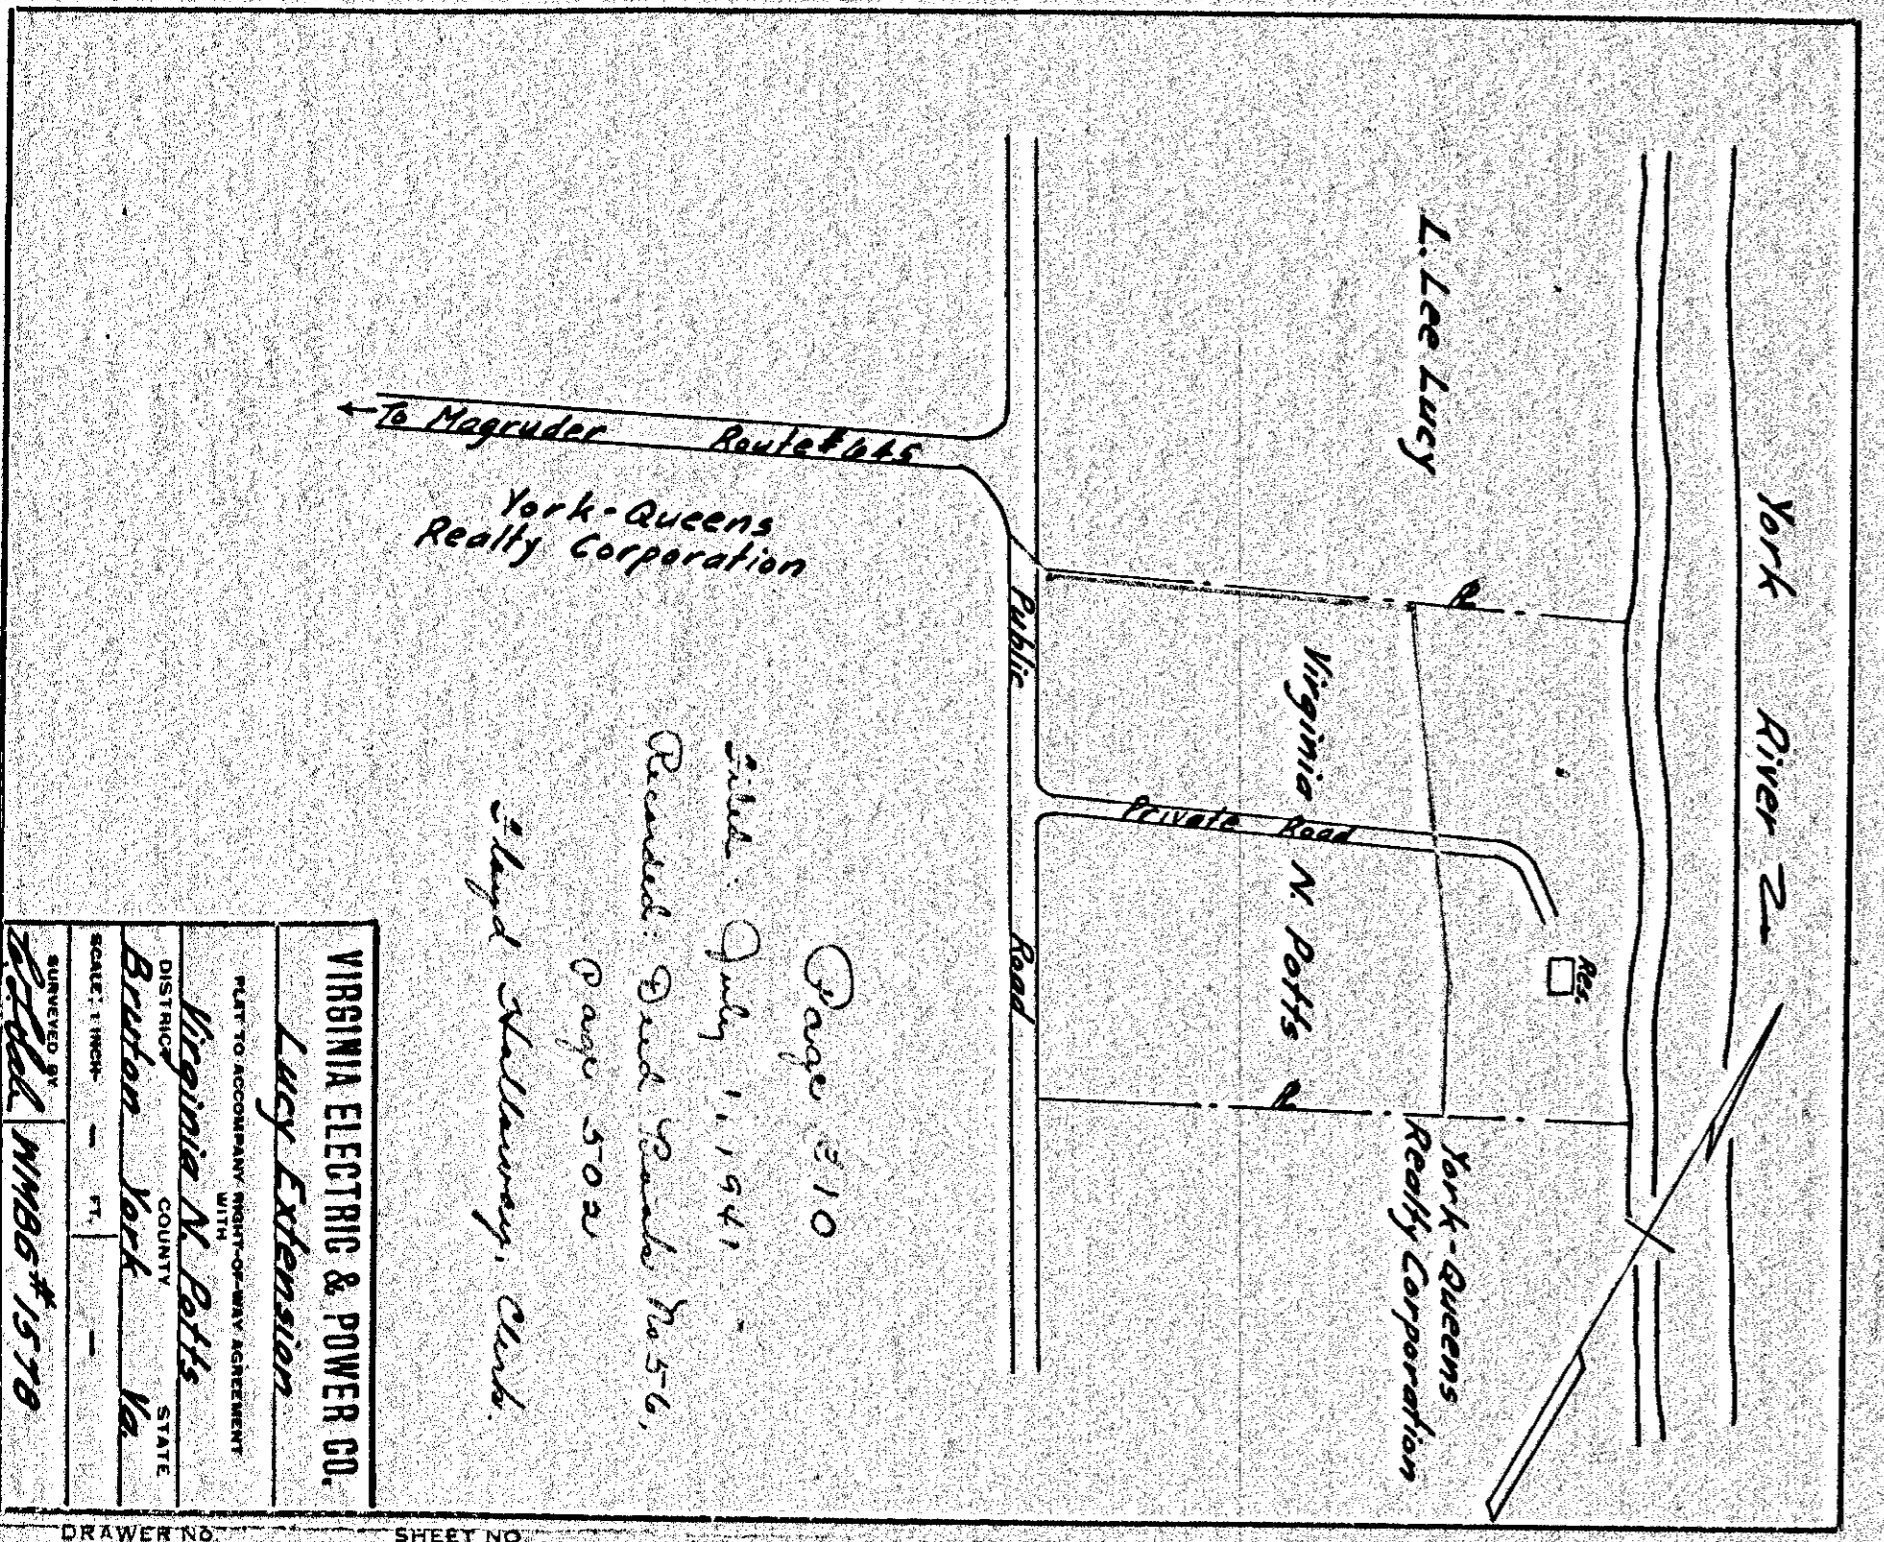 York River
L. Lee Lucy
Virginia N. Potts
Res.
York-Queens
Realty Corporation
Private Road
Public Road
To Magruder Route # 645
York-Queens
Realty Corporation
Page 310
Filed: July 1, 1941 -
Recorded: Deed Book No 56,
Page 502
Floyd Hallaway, Clerk.
VIRGINIA ELECTRIC & POWER CO.
Lucy Extension
PLAT TO ACCOMPANY RIGHT-OF-WAY AGREEMENT
WITH
Virginia N. Potts
DISTRICT COUNTY STATE
Bruton York Va.
SCALE: 1 INCH - — FT. —
SURVEYED BY
WMBG # 1578
DRAWER NO. SHEET NO.